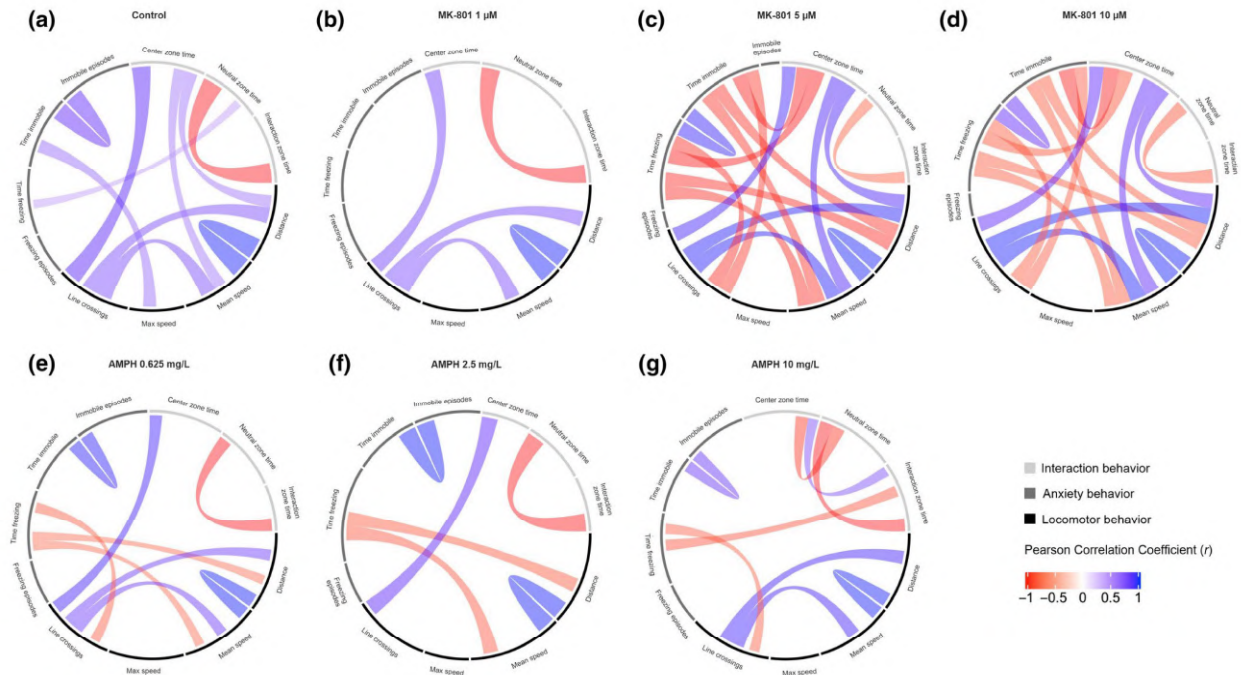 (a) Control
Center zone time
Neutral zone time
Interaction zone time
Distance
Mean speed
Max speed
Line crossings
Freezing episodes
Time freezing
Time immobile
Immobile episodes
(b) MK-801 1 µM
Center zone time
Neutral zone time
Interaction zone time
Distance
Mean speed
Max speed
Line crossings
Freezing episodes
Time freezing
Time immobile
Immobile episodes
(c) MK-801 5 µM
Immobile
episodes
Center zone time
Neutral
zone time
Interaction
zone time
Distance
Mean speed
Max speed
Line crossings
Freezing
episodes
Time freezing
Time immobile
(d) MK-801 10 µM
Center zone time
Neutral
zone time
Interaction
zone time
Distance
Mean speed
Line crossings
Freezing
episodes
Time freezing
Time immobile
(e) AMPH 0.625 mg/L
Center zone time
Neutral zone time
Interaction
zone time
Distance
Mean speed
Max speed
Line crossings
Freezing episodes
Time freezing
Time immobile
Immobile episodes
(f) AMPH 2.5 mg/L
Center zone time
Neutral zone time
Interaction
zone time
Distance
Mean speed
Max speed
Line crossings
Freezing
episodes
Time freezing
Time immobile
Immobile episodes
(g) AMPH 10 mg/L
Center zone time
Neutral zone time
Interaction zone time
Distance
Mean speed
Max speed
Line crossings
Freezing episodes
Time freezing
Time immobile
Immobile episodes
Interaction behavior
Anxiety behavior
Locomotor behavior
Pearson Correlation Coefficient (r)
−1 −0.5 0 0.5 1